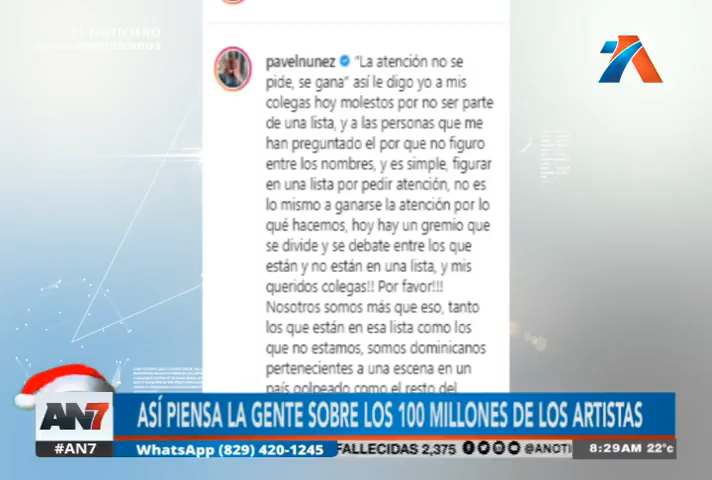 EL NOTICIERO
pavelnunez "La atención no se
pide, se gana" así le digo yo a mis
colegas hoy molestos por no ser parte
de una lista, y a las personas que me
han preguntado el por que no figuro
entre los nombres, y es simple, figurar
en una lista por pedir atención, no es
lo mismo a ganarse la atención por lo
qué hacemos, hoy hay un gremio que
se divide y se debate entre los que
están y no están en una lista, y mis
queridos colegas!! Por favor!!!
Nosotros somos más que eso, tanto
los que están en esa lista como los
que no estamos, somos dominicanos
pertenecientes a una escena en un
país golpeado como el resto del
AN7
#AN7
ASÍ PIENSA LA GENTE SOBRE LOS 100 MILLONES DE LOS ARTISTAS
WhatsApp (829) 420-1245
FALLECIDAS 2,375
@ANOTI
8:29AM 22°c